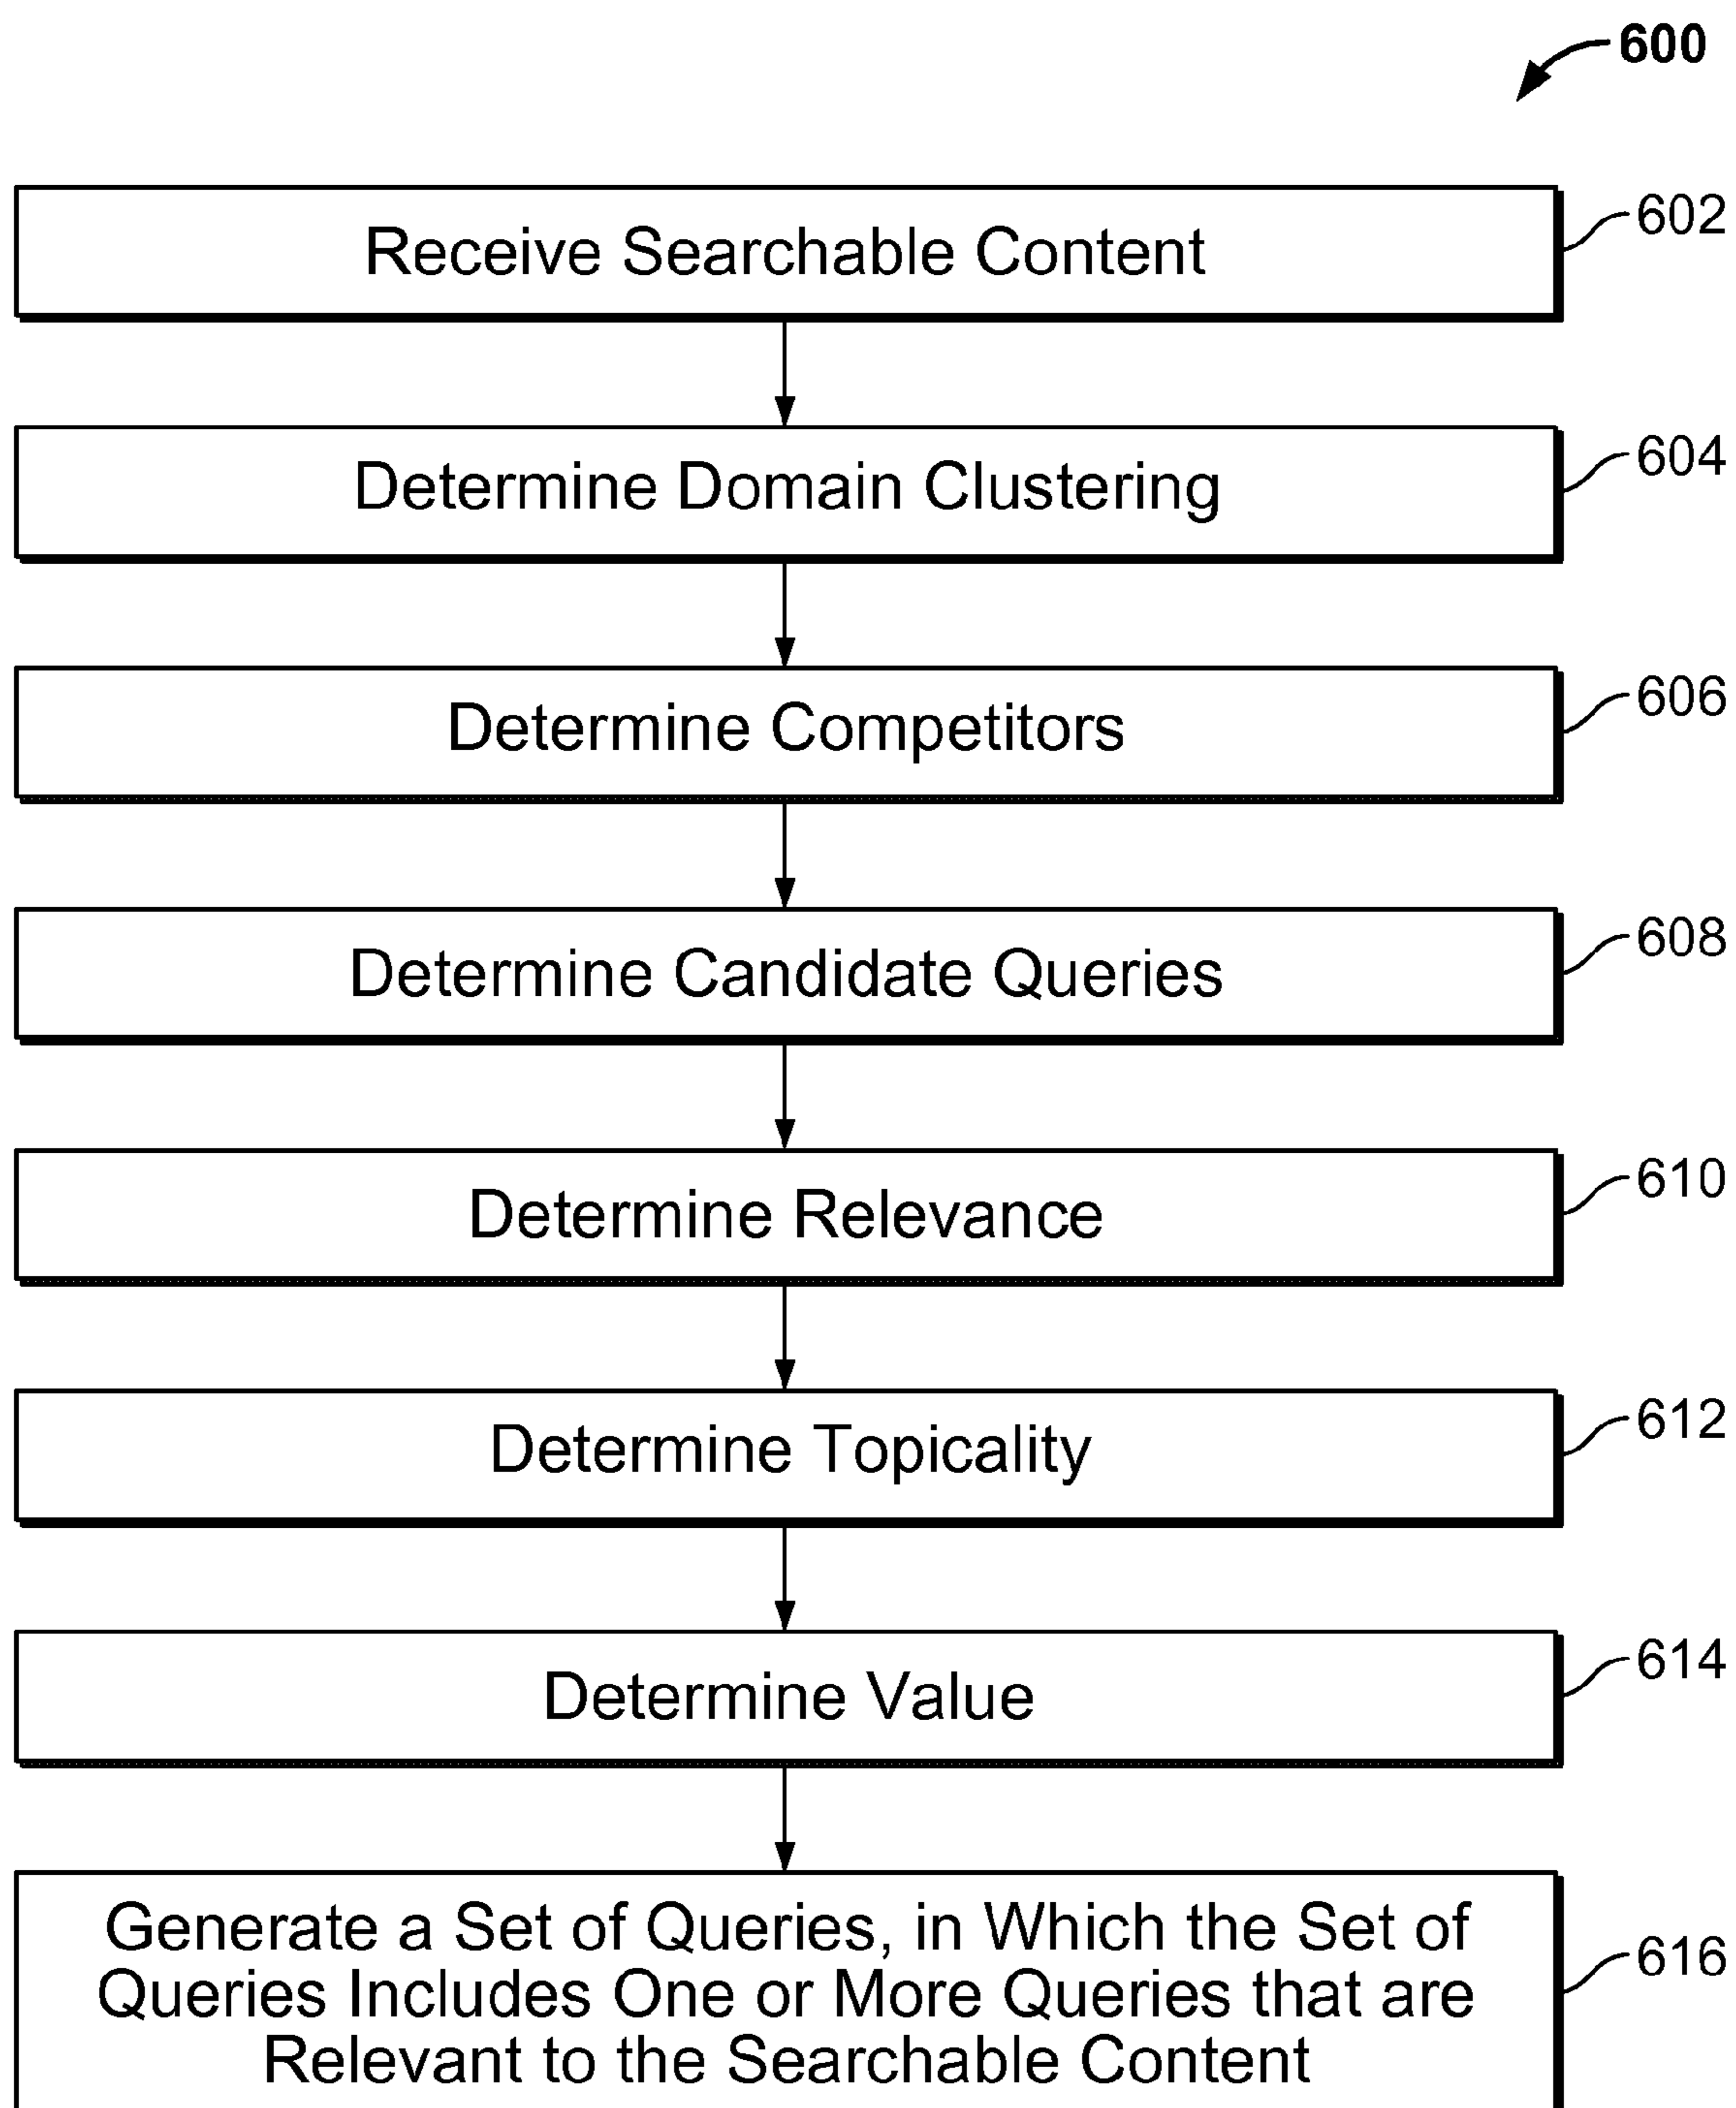 600
Receive Searchable Content
602
Determine Domain Clustering
604
Determine Competitors
606
Determine Candidate Queries
608
Determine Relevance
610
Determine Topicality
612
Determine Value
614
Generate a Set of Queries, in Which the Set of
Queries Includes One or More Queries that are
Relevant to the Searchable Content
616